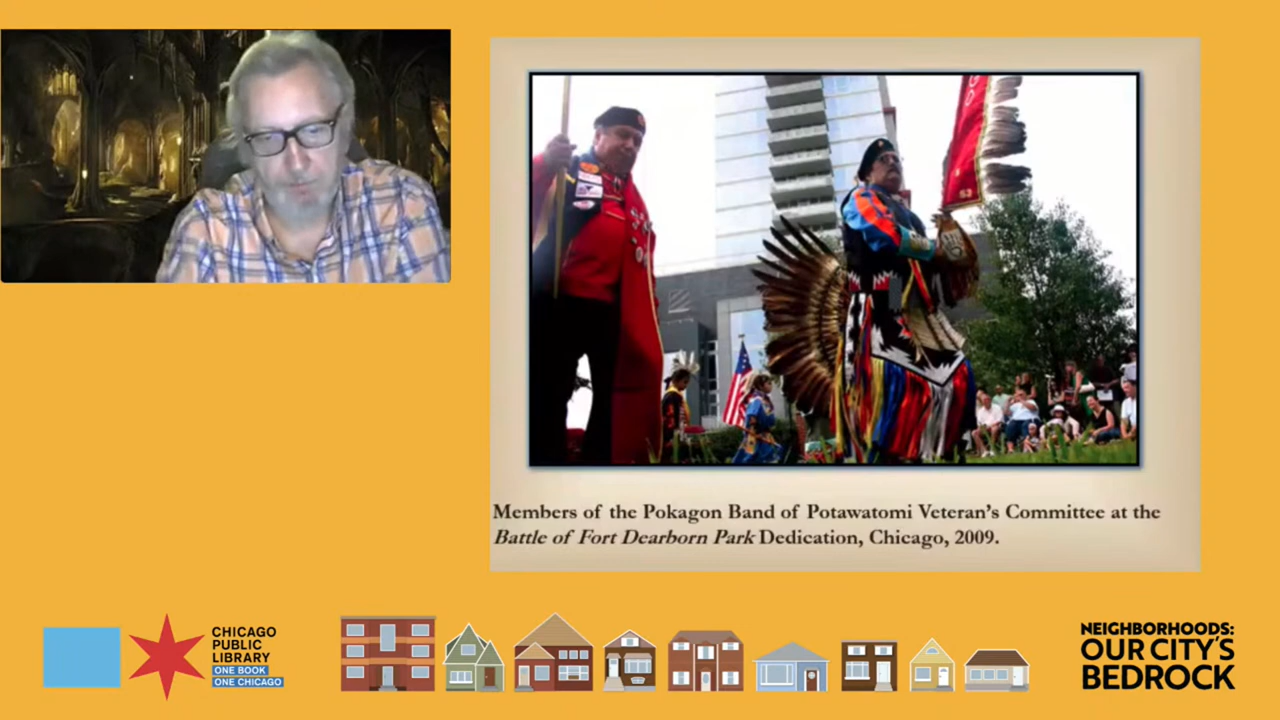 Members of the Pokagon Band of Potawatomi Veteran's Committee at the
Battle of Fort Dearborn Park Dedication, Chicago, 2009.
CHICAGO
PUBLIC
LIBRARY
ONE BOOK
ONE CHICAGO
NEIGHBORHOODS:
OUR CITY'S
BEDROCK